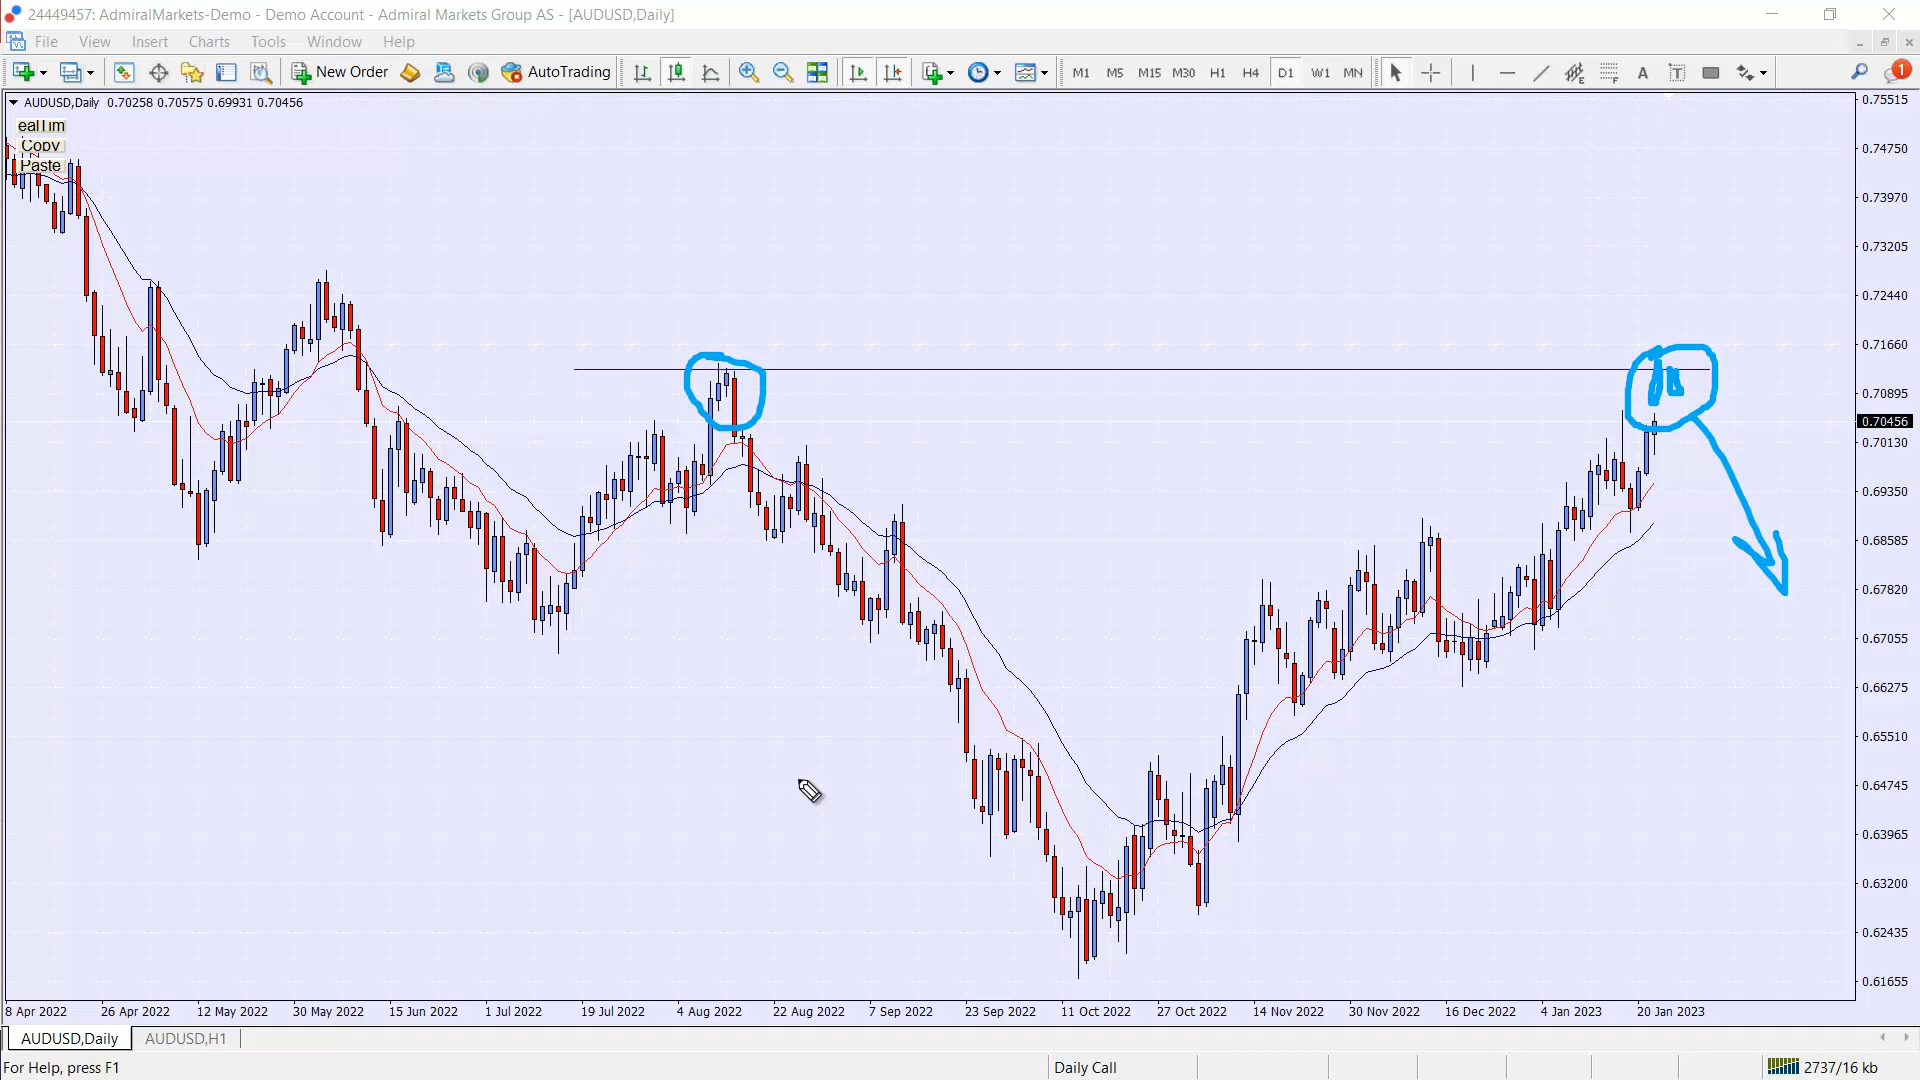 24449457: AdmiralMarkets-Demo - Demo Account - Admiral Markets Group AS - [AUDUSD,Daily]
File View Insert Charts Tools Window Help
New Order AutoTrading M1 M5 M15 M30 H1 H4 D1 W1 MN A T 1
AUDUSD,Daily 0.70258 0.70575 0.69931 0.70456
ealTim
Copy
Paste
0.75515
0.74750
0.73970
0.73205
0.72440
0.71660
0.70895
0.70456
0.70130
0.69350
0.68585
0.67820
0.67055
0.66275
0.65510
0.64745
0.63965
0.63200
0.62435
0.61655
8 Apr 2022 26 Apr 2022 12 May 2022 30 May 2022 15 Jun 2022 1 Jul 2022 19 Jul 2022 4 Aug 2022 22 Aug 2022 7 Sep 2022 23 Sep 2022 11 Oct 2022 27 Oct 2022 14 Nov 2022 30 Nov 2022 16 Dec 2022 4 Jan 2023 20 Jan 2023
AUDUSD,Daily AUDUSD,H1
For Help, press F1 Daily Call 2737/16 kb